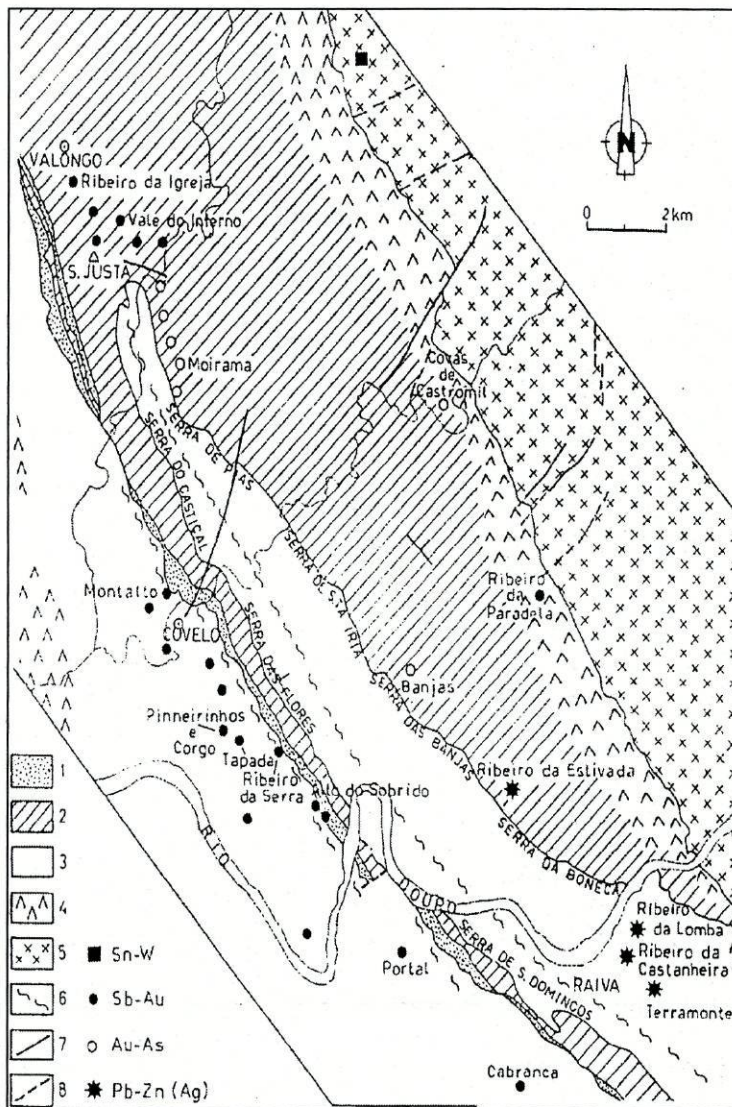 N
0 2km
VALONGO
Ribeiro da Igreja
Vale do Inferno
S. JUSTA
Moirama
Covas
de
Castromil
SERRA DE PIAS
SERRA DO CASTIÇAL
SERRA DE STA IRIA
Montalto
COVELO
Ribeiro
da
Paradela
SERRA DAS FLORES
SERRA DAS BANJAS
Banjas
Pinneirinhos
e
Corgo
Tapada
Ribeiro
da Serra
Alto do Sobrido
Ribeiro da Estivada
SERRA DA BONECA
RIO
DOURO
Ribeiro
da Lomba
Ribeiro da
Castanheira
Terramonte
SERRA DE S. DOMINGOS
RAIVA
Portal
Cabranca
1
2
3
4
5 Sn-W
6 Sb-Au
7 Au-As
8 Pb-Zn (Ag)